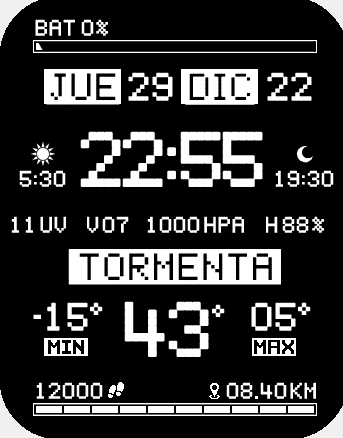 BAT 0%
JUE 29 DIC 22
22:55
5:30 19:30
11UV V07 1000HPA H88%
TORMENTA
-15° 43° 05°
MIN MAX
12000 08.40KM